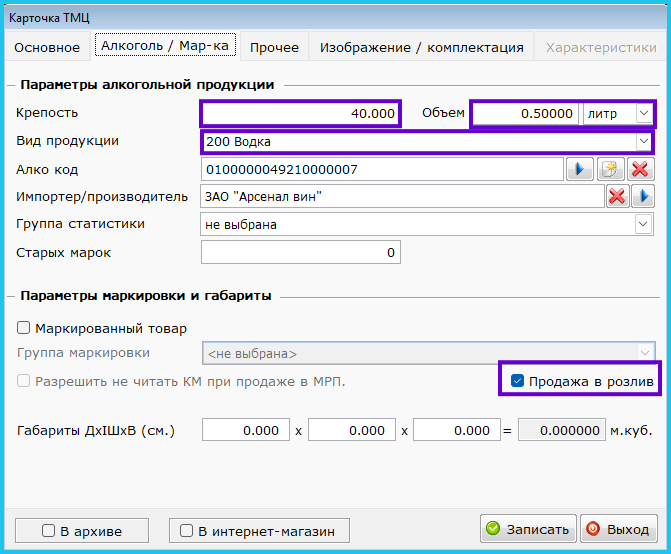 Карточка ТМЦ
Основное Алкоголь / Мар-ка Прочее Изображение / комплектация Характеристики
Параметры алкогольной продукции
Крепость 40.000 Объем 0.50000 литр
Вид продукции 200 Водка
Алко код 0100000049210000007
Импортер/производитель ЗАО "Арсенал вин"
Группа статистики не выбрана
Старых марок 0
Параметры маркировки и габариты
Маркированный товар
Группа маркировки <не выбрана>
Разрешить не читать КМ при продаже в МРП. Продажа в розлив
Габариты ДхШхВ (см.) 0.000 x 0.000 x 0.000 = 0.000000 м.куб.
В архиве В интернет-магазин Записать Выход